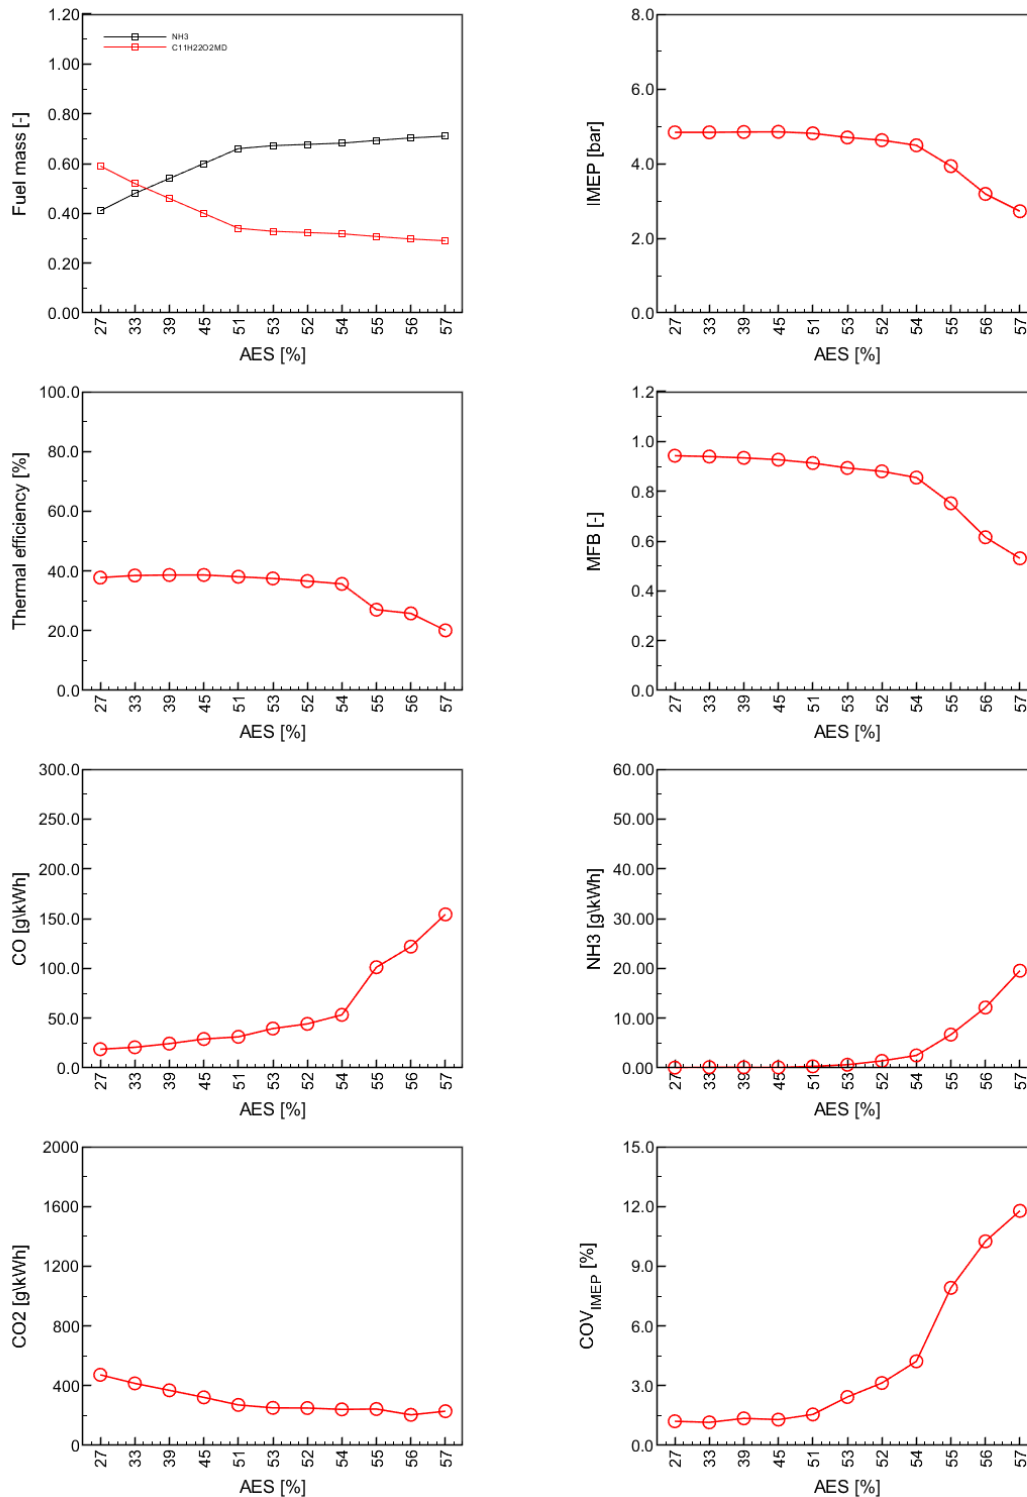 1.20
1.00
0.80
0.60
0.40
0.20
0.00
Fuel mass [-]
NH3
C11H22O2MD
27 33 39 45 51 53 52 54 55 56 57
AES [%]
8.0
6.0
4.0
2.0
0.0
IMEP [bar]
27 33 39 45 51 53 52 54 55 56 57
AES [%]
100.0
80.0
60.0
40.0
20.0
0.0
Thermal efficiency [%]
27 33 39 45 51 53 52 54 55 56 57
AES [%]
1.2
1.0
0.8
0.6
0.4
0.2
0.0
MFB [-]
27 33 39 45 51 53 52 54 55 56 57
AES [%]
300.0
250.0
200.0
150.0
100.0
50.0
0.0
CO [g\kWh]
27 33 39 45 51 53 52 54 55 56 57
AES [%]
60.00
50.00
40.00
30.00
20.00
10.00
0.00
NH3 [g\kWh]
27 33 39 45 51 53 52 54 55 56 57
AES [%]
2000
1600
1200
800
400
0
CO2 [g\kWh]
27 33 39 45 51 53 52 54 55 56 57
AES [%]
15.0
12.0
9.0
6.0
3.0
0.0
COV_IMEP [%]
27 33 39 45 51 53 52 54 55 56 57
AES [%]